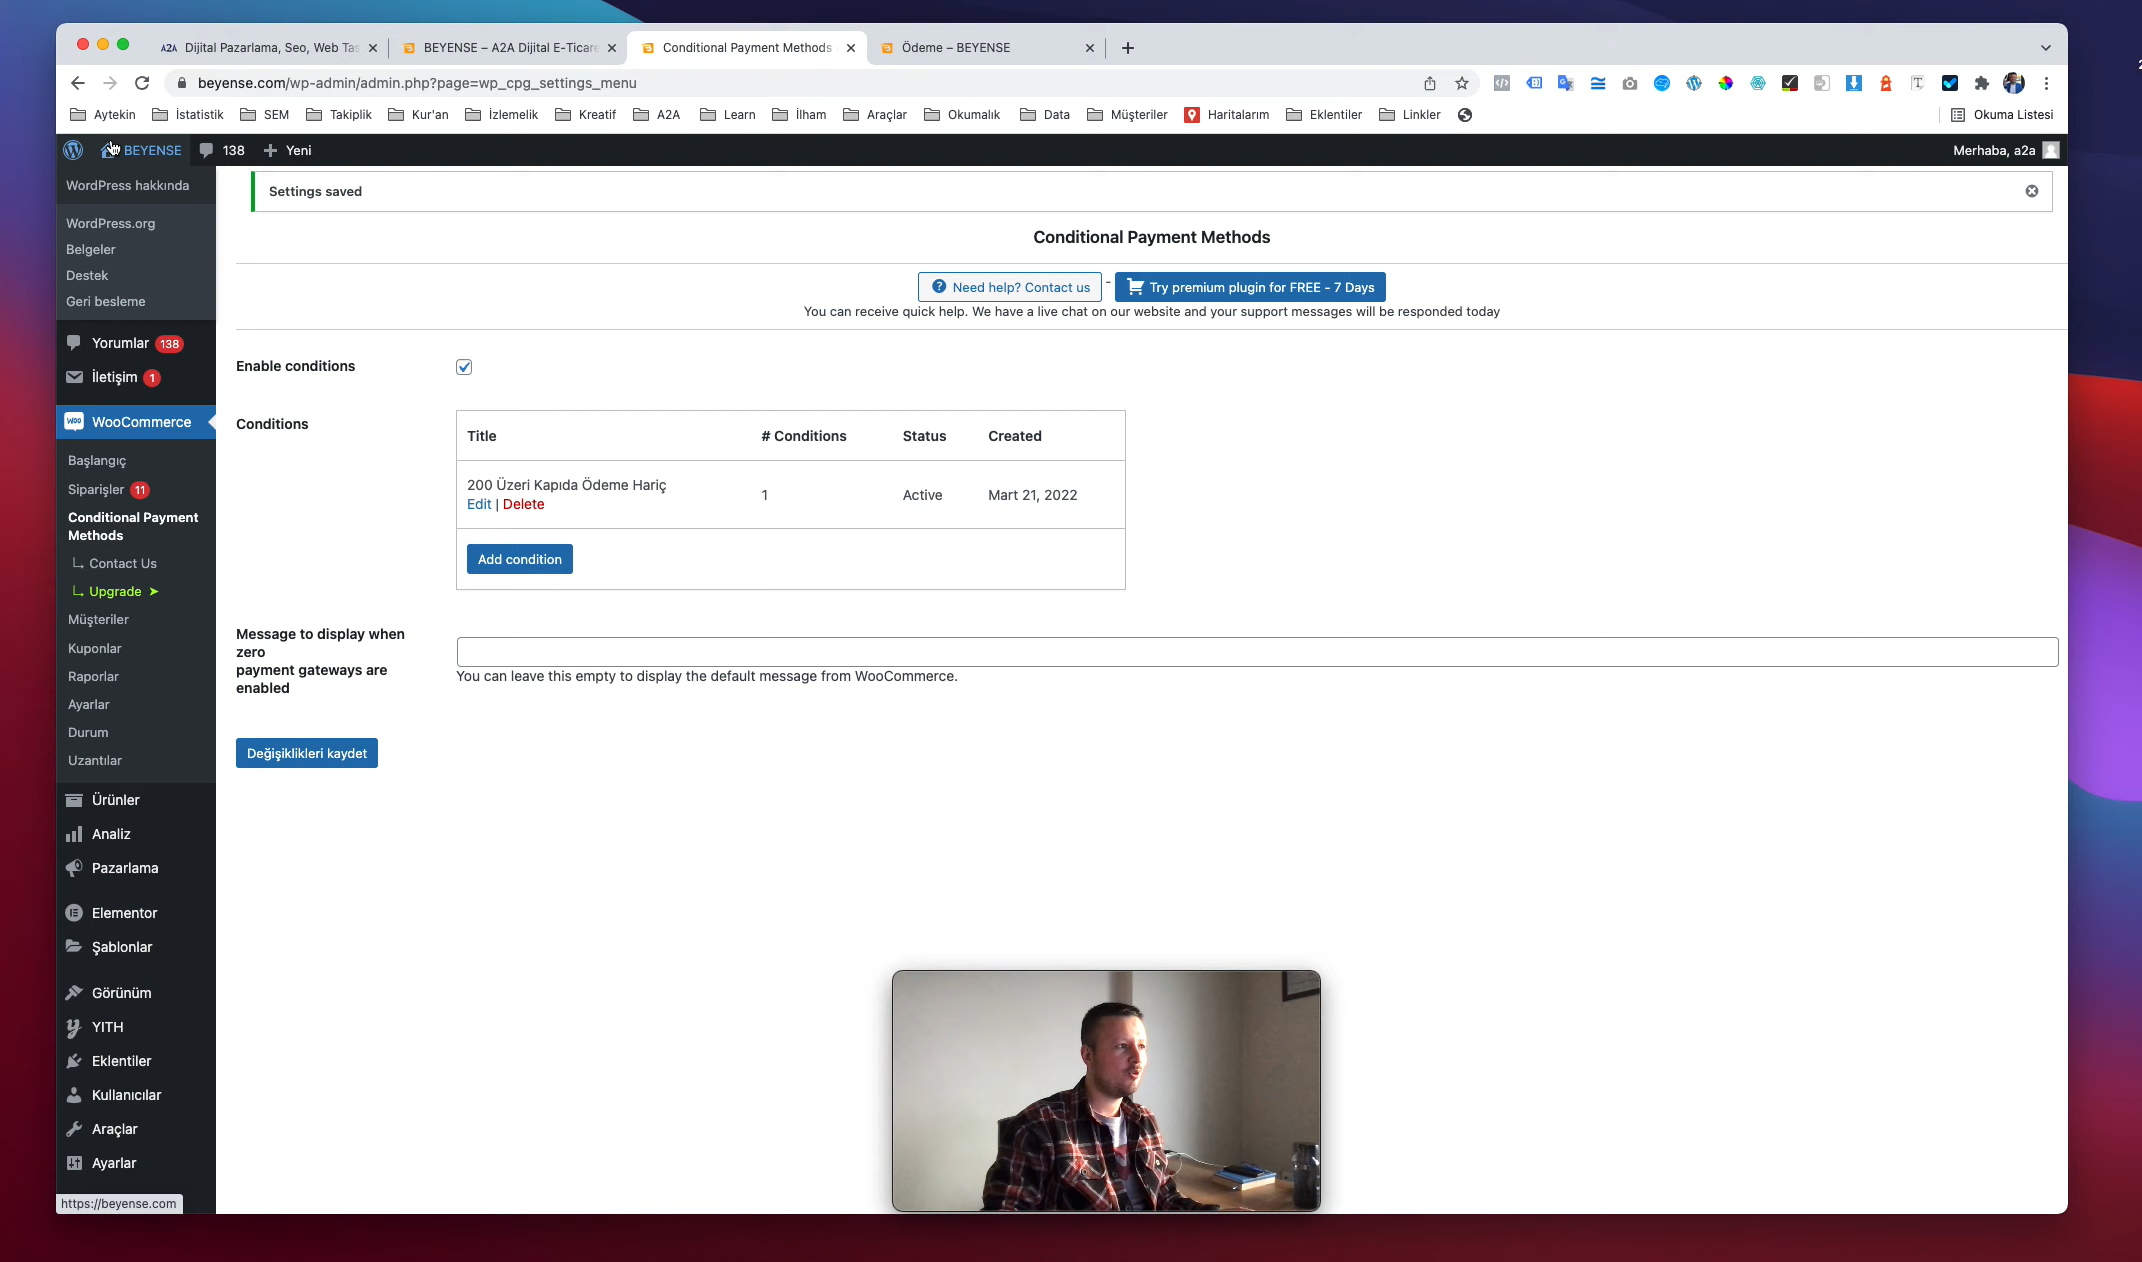 A2A Dijital Pazarlama, Seo, Web Tas
BEYENSE – A2A Dijital E-Ticare
Conditional Payment Methods
Ödeme – BEYENSE
beyense.com/wp-admin/admin.php?page=wp_cpg_settings_menu
Aytekin İstatistik SEM Takiplik Kur'an İzlemelik Kreatif A2A Learn İlham Araçlar Okumalık Data Müşteriler Haritalarım Eklentiler Linkler Okuma Listesi
BEYENSE 138 Yeni Merhaba, a2a
WordPress hakkında
WordPress.org
Belgeler
Destek
Geri besleme
Yorumlar 138
İletişim 1
WooCommerce
Başlangıç
Siparişler 11
Conditional Payment
Methods
Contact Us
Upgrade ➤
Müşteriler
Kuponlar
Raporlar
Ayarlar
Durum
Uzantılar
Ürünler
Analiz
Pazarlama
Elementor
Şablonlar
Görünüm
YITH
Eklentiler
Kullanıcılar
Araçlar
Ayarlar
https://beyense.com
Settings saved
Conditional Payment Methods
Need help? Contact us - Try premium plugin for FREE - 7 Days
You can receive quick help. We have a live chat on our website and your support messages will be responded today
Enable conditions
Conditions
Title # Conditions Status Created
200 Üzeri Kapıda Ödeme Hariç 1 Active Mart 21, 2022
Edit | Delete
Add condition
Message to display when
zero
payment gateways are
enabled
You can leave this empty to display the default message from WooCommerce.
Değişiklikleri kaydet